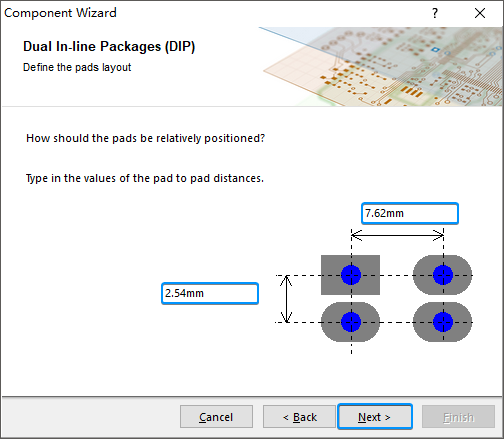 Component Wizard
?
Dual In-line Packages (DIP)
Define the pads layout
How should the pads be relatively positioned?
Type in the values of the pad to pad distances.
7.62mm
2.54mm
Cancel
< Back
Next >
Finish